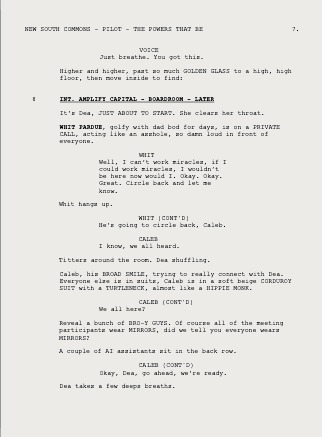 NEW SOUTH COMMONS - PILOT - THE POWERS THAT BE 7.
VOICE
Just breathe. You got this.
Higher and higher, past so much GOLDEN GLASS to a high, high
floor, then move inside to find:
8 INT. AMPLIFY CAPITAL - BOARDROOM - LATER
It's Dea, JUST ABOUT TO START. She clears her throat.
WHIT PARDUE, golfy with dad bod for days, is on a PRIVATE
CALL, acting like an asshole, so damn loud in front of
everyone.
WHIT
Well, I can't work miracles, if I
could work miracles, I wouldn't
be here now would I. Okay. Okay.
Great. Circle back and let me
know.
Whit hangs up.
WHIT (CONT'D)
He's going to circle back, Caleb.
CALEB
I know, we all heard.
Titters around the room. Dea shuffling.
Caleb, his BROAD SMILE, trying to really connect with Dea.
Everyone else is in suits, Caleb is in a soft beige CORDUROY
SUIT with a TURTLENECK, almost like a HIPPIE MONK.
CALEB (CONT'D)
We all here?
Reveal a bunch of BRO-Y GUYS. Of course all of the meeting
participants wear MIRRORS, did we tell you everyone wears
MIRRORS?
A couple of AI assistants sit in the back row.
CALEB (CONT'D)
Okay, Dea, go ahead, we're ready.
Dea takes a few deep breaths.